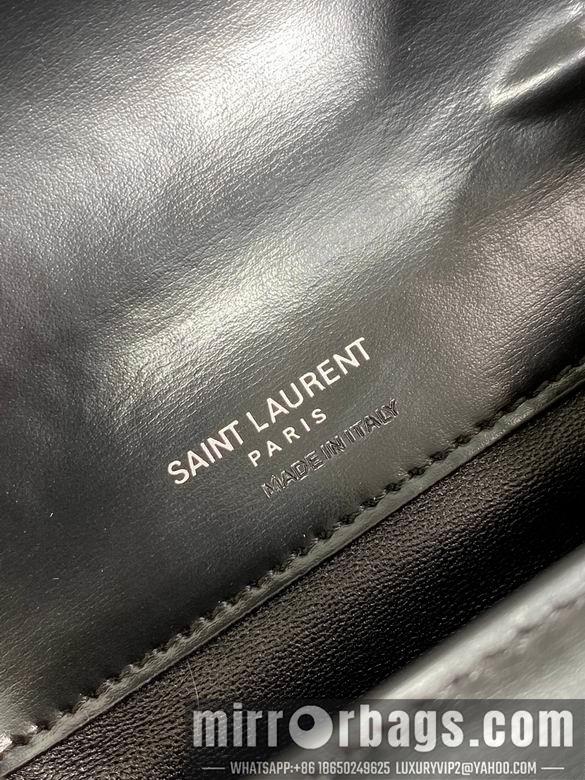 SAINT LAURENT
PARIS
MADE IN ITALY
mirrorbags.com
WHATSAPP:+86 18650249625 LUXURYVIP2@YAHOO.COM